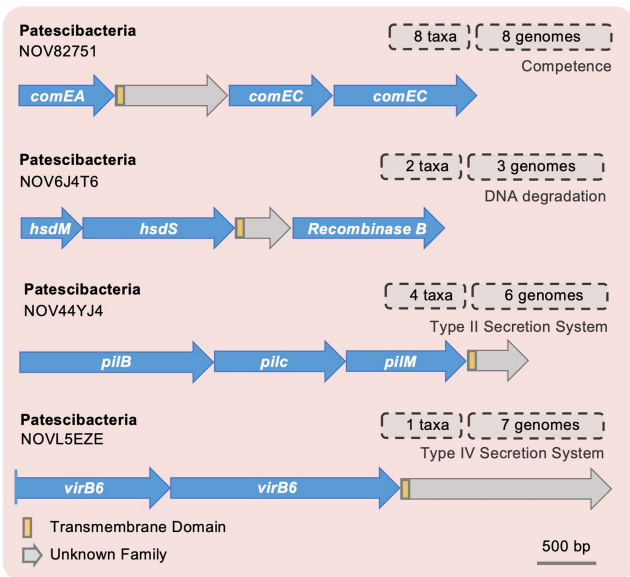 Patescibacteria
8 taxa 8 genomes
NOV82751
Competence
comEA comEC comEC
Patescibacteria
2 taxa 3 genomes
NOV6J4T6
DNA degradation
hsdM hsdS Recombinase B
Patescibacteria
4 taxa 6 genomes
NOV44YJ4
Type II Secretion System
pilB pilc pilM
Patescibacteria
1 taxa 7 genomes
NOVL5EZE
Type IV Secretion System
virB6 virB6
Transmembrane Domain
Unknown Family
500 bp